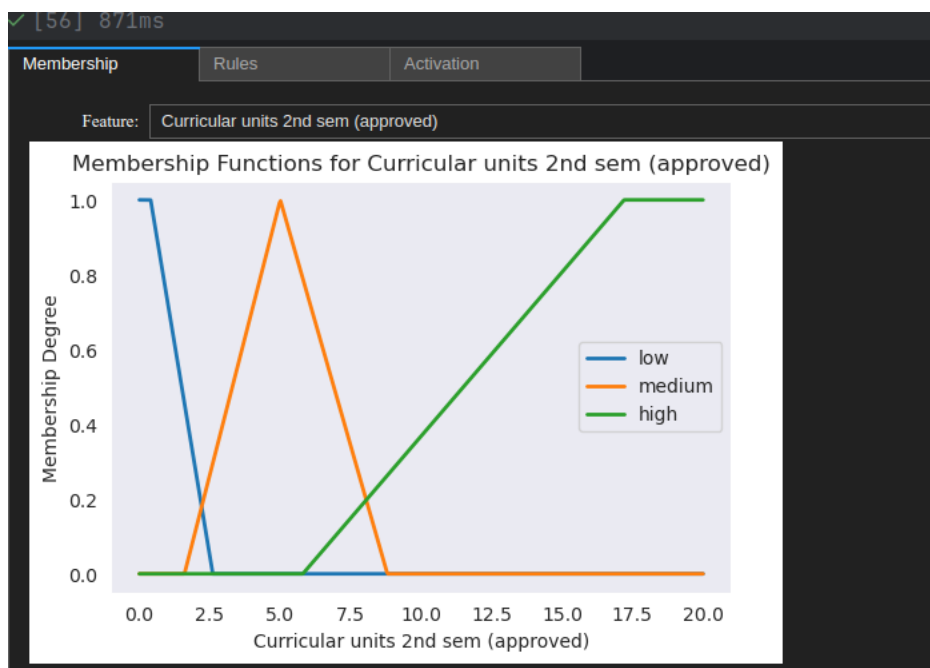 [56] 871ms
Membership Rules Activation
Feature: Curricular units 2nd sem (approved)
Membership Functions for Curricular units 2nd sem (approved)
1.0
0.8
0.6
0.4
0.2
0.0
Membership Degree
low
medium
high
0.0 2.5 5.0 7.5 10.0 12.5 15.0 17.5 20.0
Curricular units 2nd sem (approved)